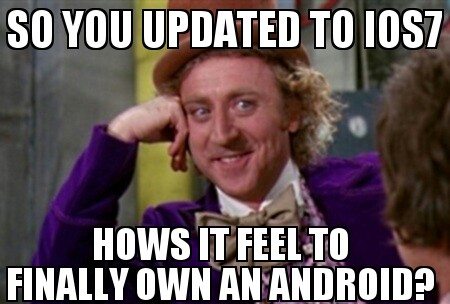 SO YOU UPDATED TO IOS7
HOWS IT FEEL TO
FINALLY OWN AN ANDROID?